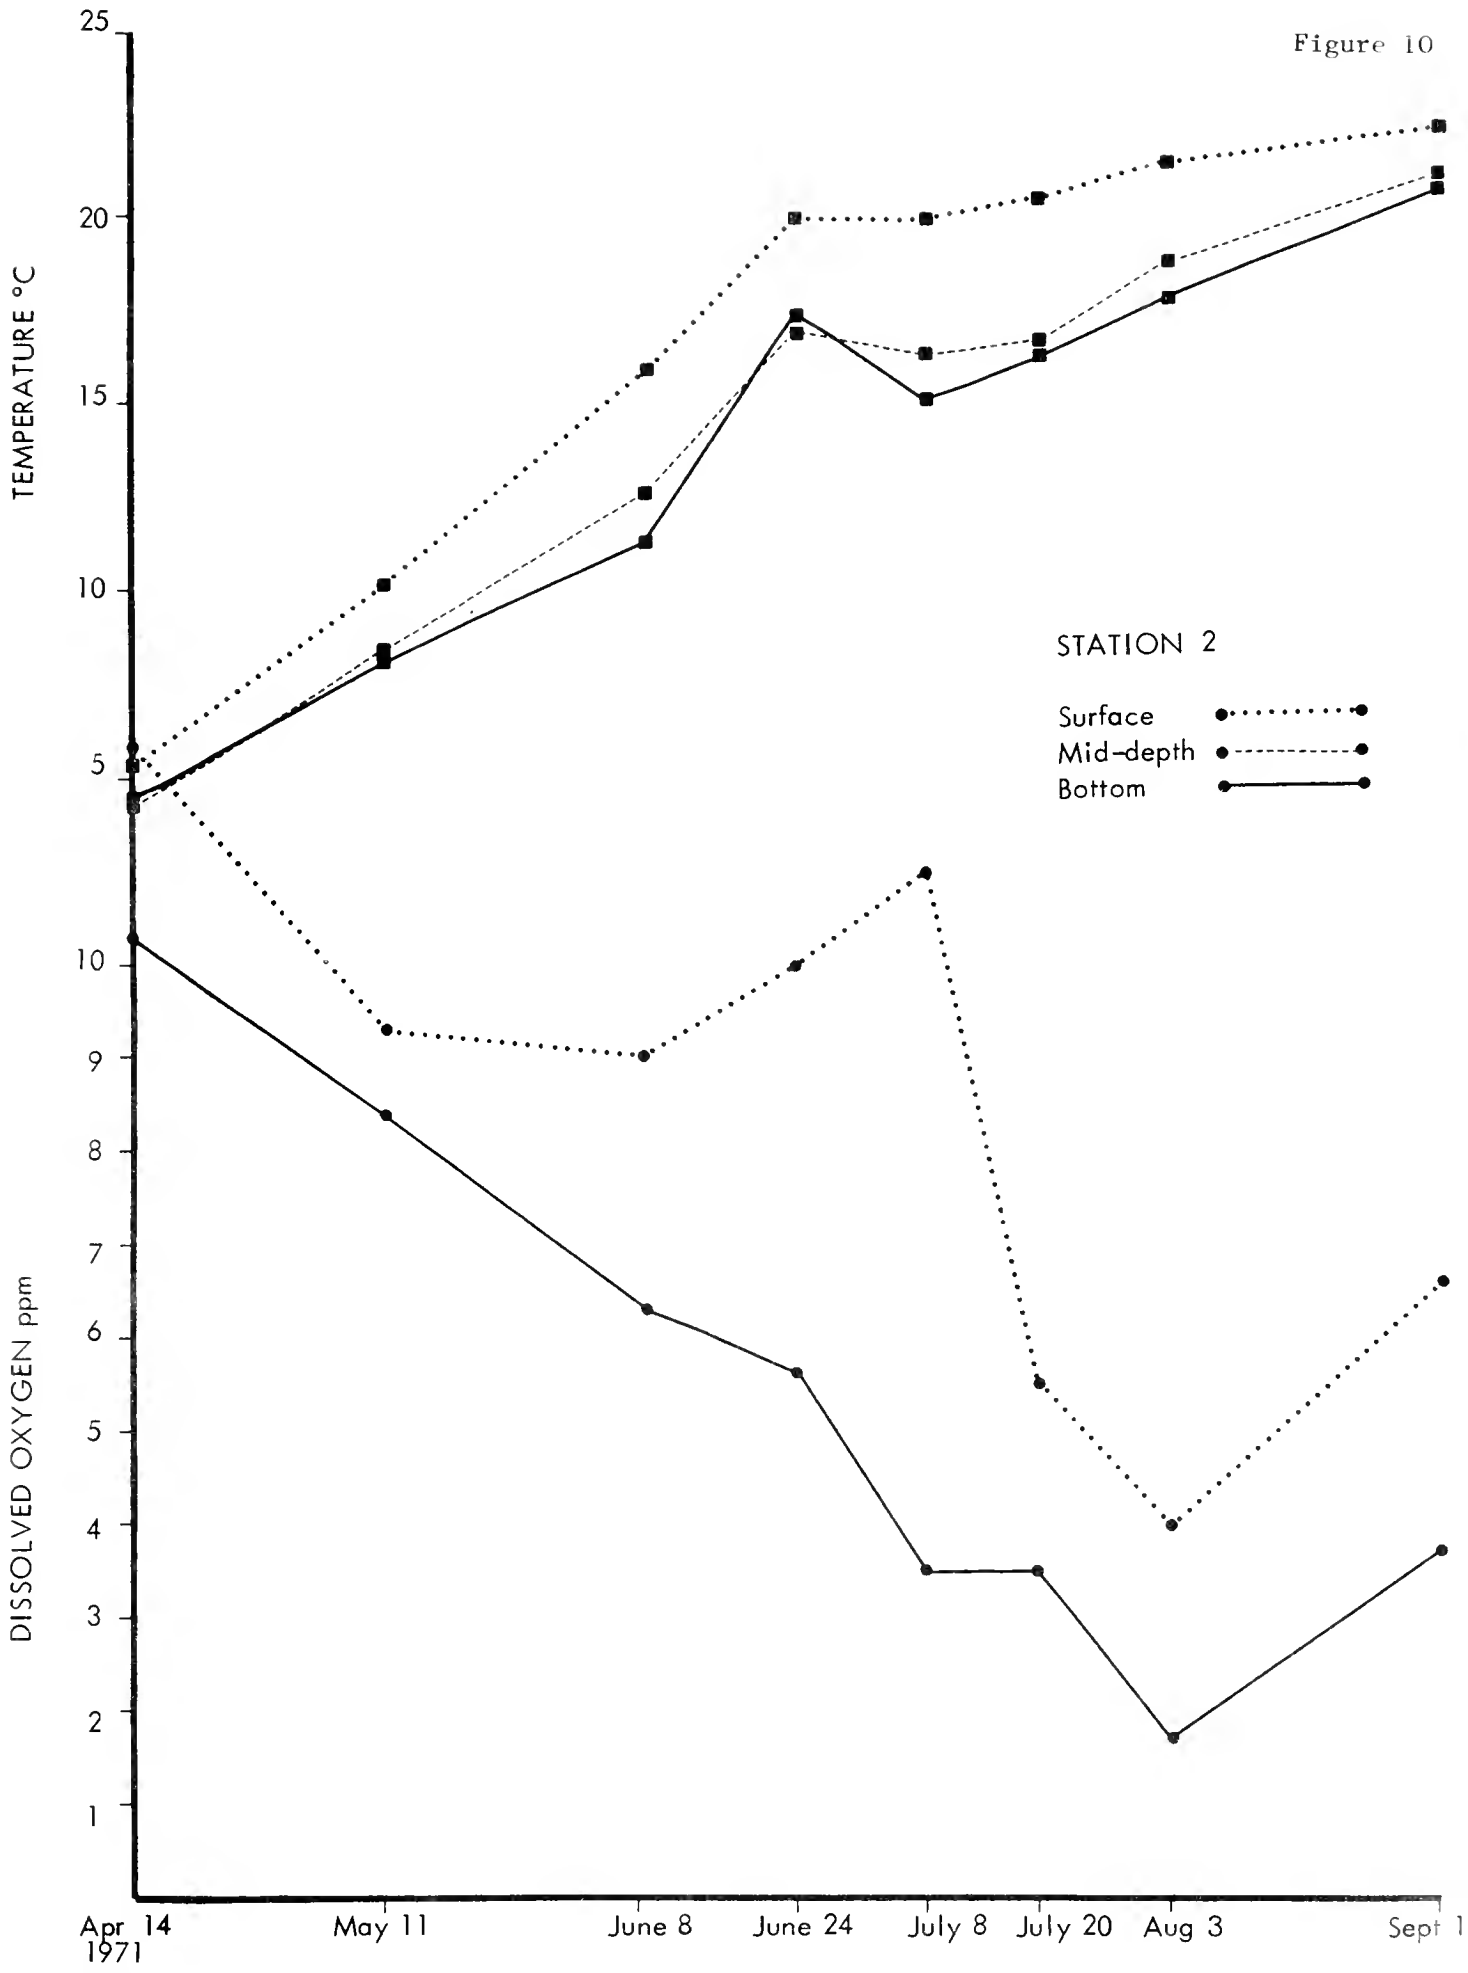 Figure 10
25
20
15
10
5
TEMPERATURE °C
STATION 2
Surface
Mid-depth
Bottom
10
9
8
7
6
5
4
3
2
1
DISSOLVED OXYGEN ppm
Apr 14 May 11 June 8 June 24 July 8 July 20 Aug 3 Sept 1
1971